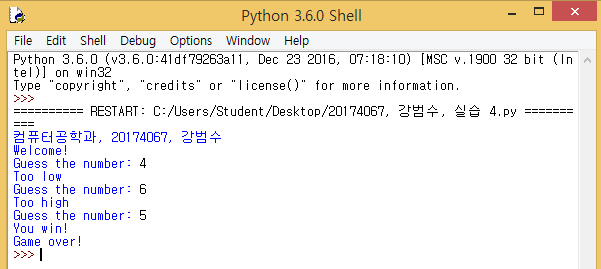 Python 3.6.0 Shell
File Edit Shell Debug Options Window Help
Python 3.6.0 (v3.6.0:41df79263a11, Dec 23 2016, 07:18:10) [MSC v.1900 32 bit (In
tel)] on win32
Type "copyright", "credits" or "license()" for more information.
>>>
========== RESTART: C:/Users/Student/Desktop/20174067, 강범수, 실습 4.py =======
===
컴퓨터공학과, 20174067, 강범수
Welcome!
Guess the number: 4
Too low
Guess the number: 6
Too high
Guess the number: 5
You win!
Game over!
>>>